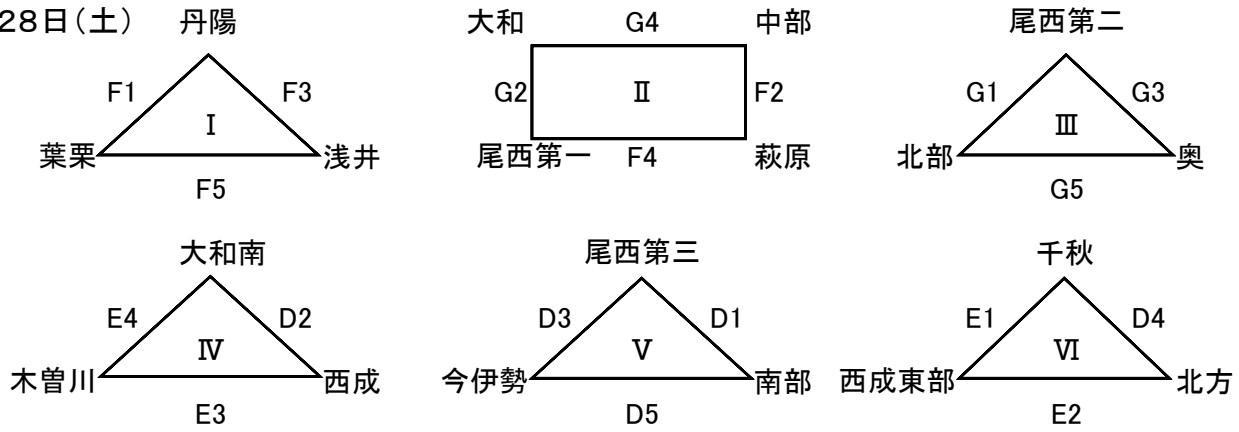 28日(土) 丹陽 大和 G4 中部 尾西第二
F1 F3 G2 Ⅱ F2 G1 G3
Ⅰ Ⅲ
葉栗 浅井 尾西第一 F4 萩原 北部 奥
F5 G5
大和南 尾西第三 千秋
E4 D2 D3 D1 E1 D4
Ⅳ Ⅴ Ⅵ
木曽川 西成 今伊勢 南部 西成東部 北方
E3 D5 E2